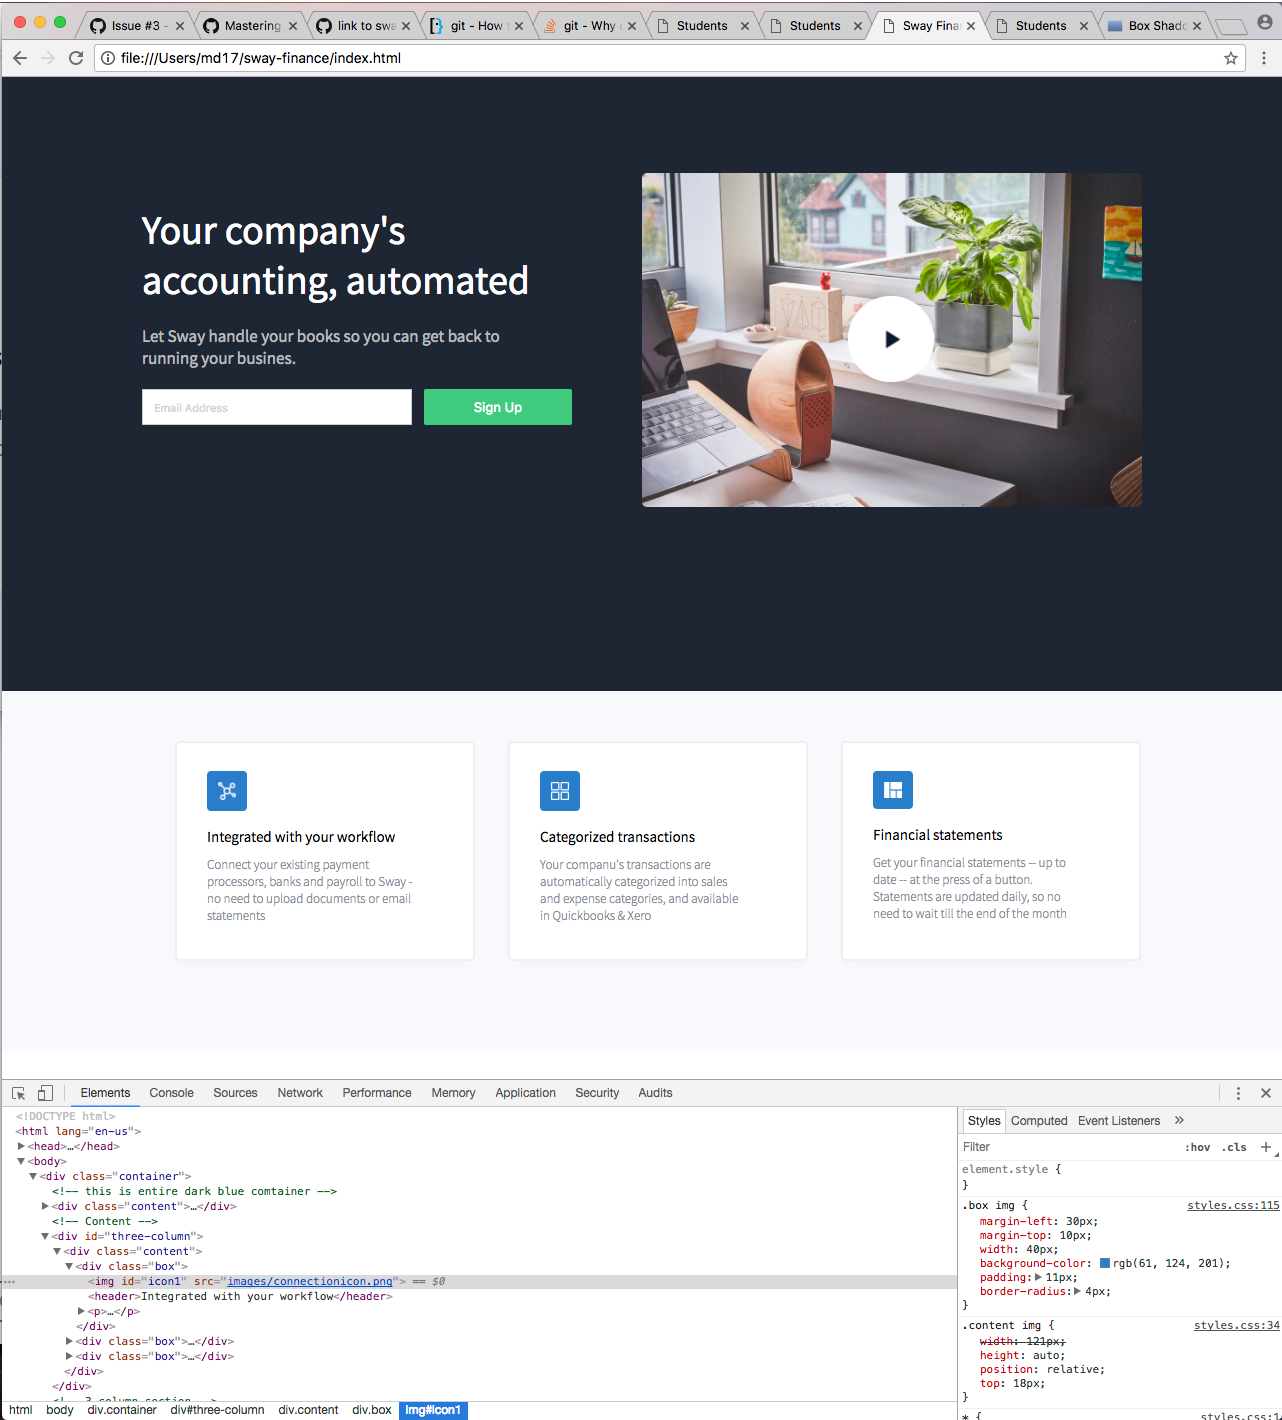 Issue #3 -
Mastering
link to swa
git - How
git - Why
Students
Students
Sway Fina
Students
Box Shado
file:///Users/md17/sway-finance/index.html
Your company's
accounting, automated
Let Sway handle your books so you can get back to
running your busines.
Email Address
Sign Up
Integrated with your workflow
Connect your existing payment
processors, banks and payroll to Sway -
no need to upload documents or email
statements
Categorized transactions
Your companu's transactions are
automatically categorized into sales
and expense categories, and available
in Quickbooks & Xero
Financial statements
Get your financial statements -- up to
date -- at the press of a button.
Statements are updated daily, so no
need to wait till the end of the month
Elements Console Sources Network Performance Memory Application Security Audits
<!DOCTYPE html>
<html lang="en-us">
<head>…</head>
<body>
<div class="container">
<!-- this is entire dark blue comtainer -->
<div class="content">…</div>
<!-- Content -->
<div id="three-column">
<div class="content">
<div class="box">
<img id="icon1" src="images/connectionicon.png"> == $0
<header>Integrated with your workflow</header>
<p>…</p>
</div>
<div class="box">…</div>
<div class="box">…</div>
</div>
</div>
<!-- 3 column section -->
html body div.container div#three-column div.content div.box img#icon1
Styles Computed Event Listeners »
Filter :hov .cls +
element.style {
}
.box img { styles.css:115
margin-left: 30px;
margin-top: 10px;
width: 40px;
background-color: rgb(61, 124, 201);
padding: 11px;
border-radius: 4px;
}
.content img { styles.css:34
width: 121px;
height: auto;
position: relative;
top: 18px;
}
* { styles.css:1